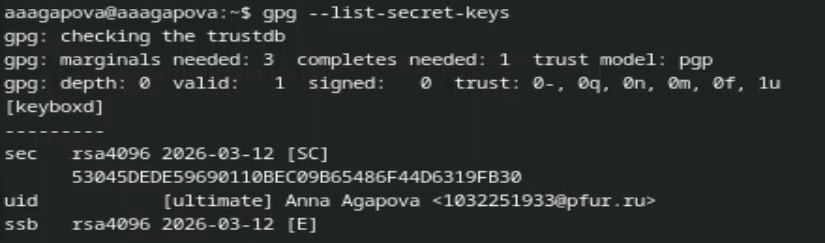 aaagapova@aaagapova:~$ gpg --list-secret-keys
gpg: checking the trustdb
gpg: marginals needed: 3  completes needed: 1  trust model: pgp
gpg: depth: 0  valid:   1  signed:   0  trust: 0-, 0q, 0n, 0m, 0f, 1u
[keyboxd]
---------
sec   rsa4096 2026-03-12 [SC]
      53045DEDE59690110BEC09B65486F44D6319FB30
uid           [ultimate] Anna Agapova <1032251933@pfur.ru>
ssb   rsa4096 2026-03-12 [E]